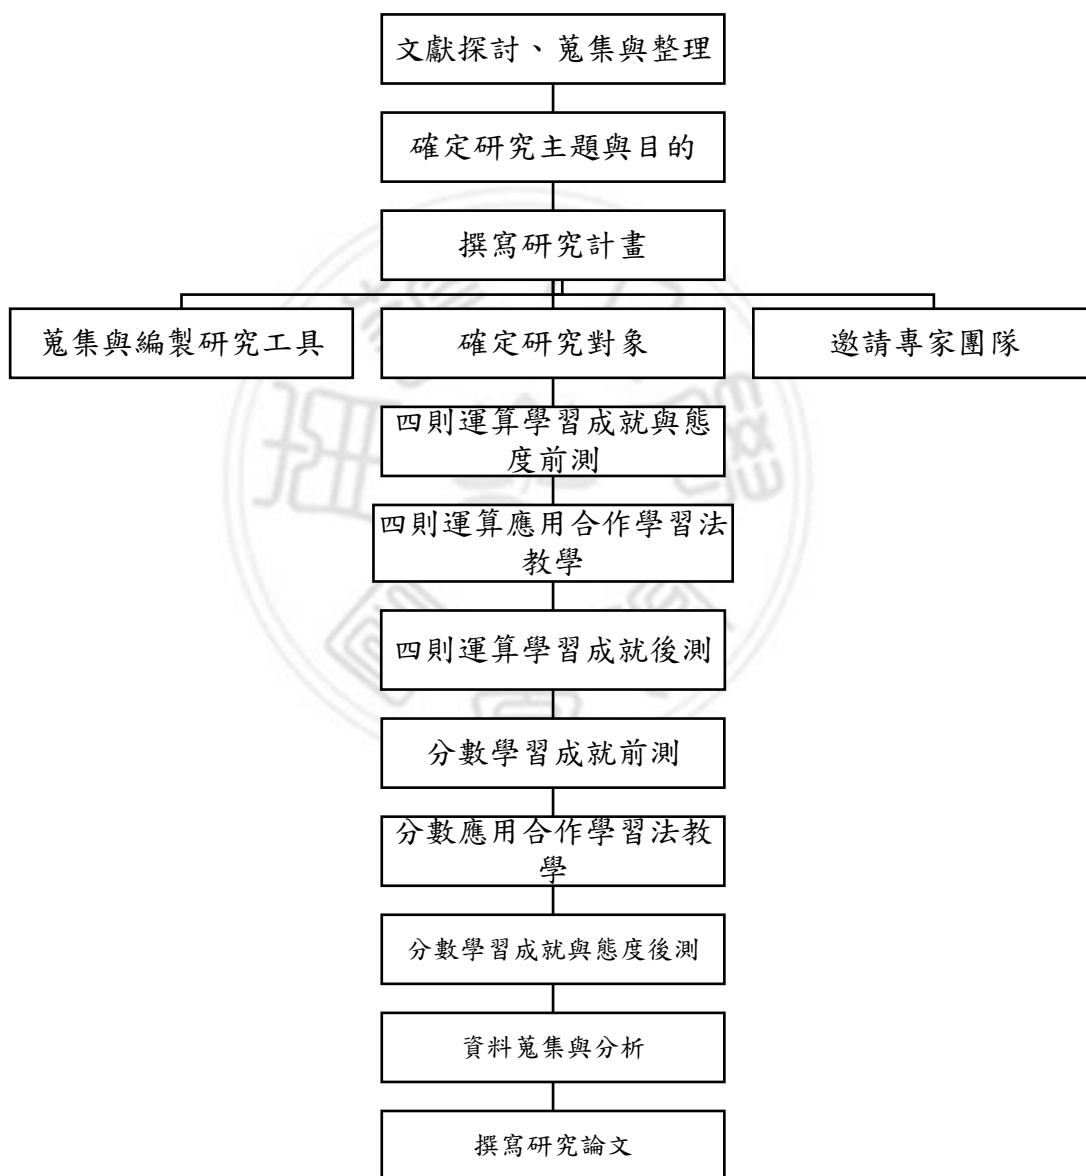 文獻探討、蒐集與整理
確定研究主題與目的
撰寫研究計畫
蒐集與編製研究工具
確定研究對象
邀請專家團隊
四則運算學習成就與態
度前測
四則運算應用合作學習法
教學
四則運算學習成就後測
分數學習成就前測
分數應用合作學習法教
學
分數學習成就與態度後測
資料蒐集與分析
撰寫研究論文